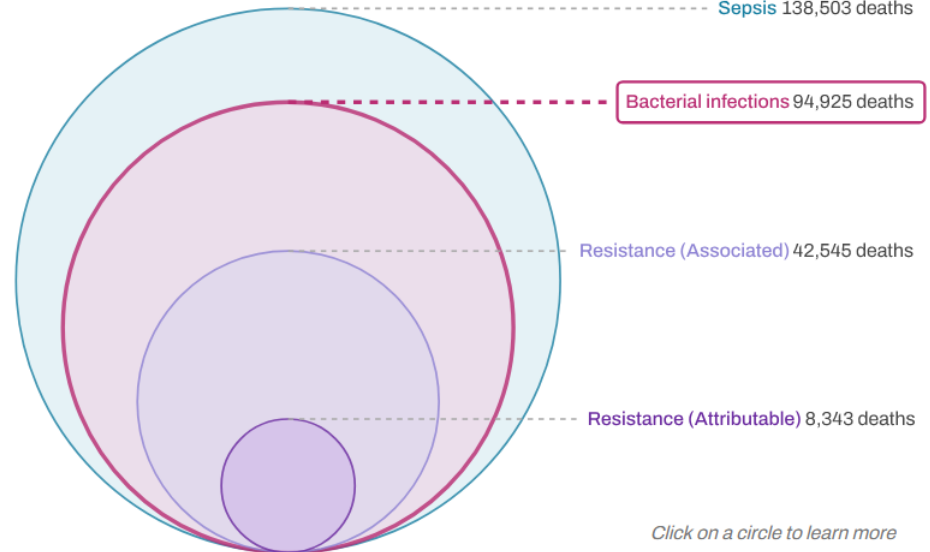 Sepsis 138,503 deaths
Bacterial infections 94,925 deaths
Resistance (Associated) 42,545 deaths
Resistance (Attributable) 8,343 deaths
Click on a circle to learn more